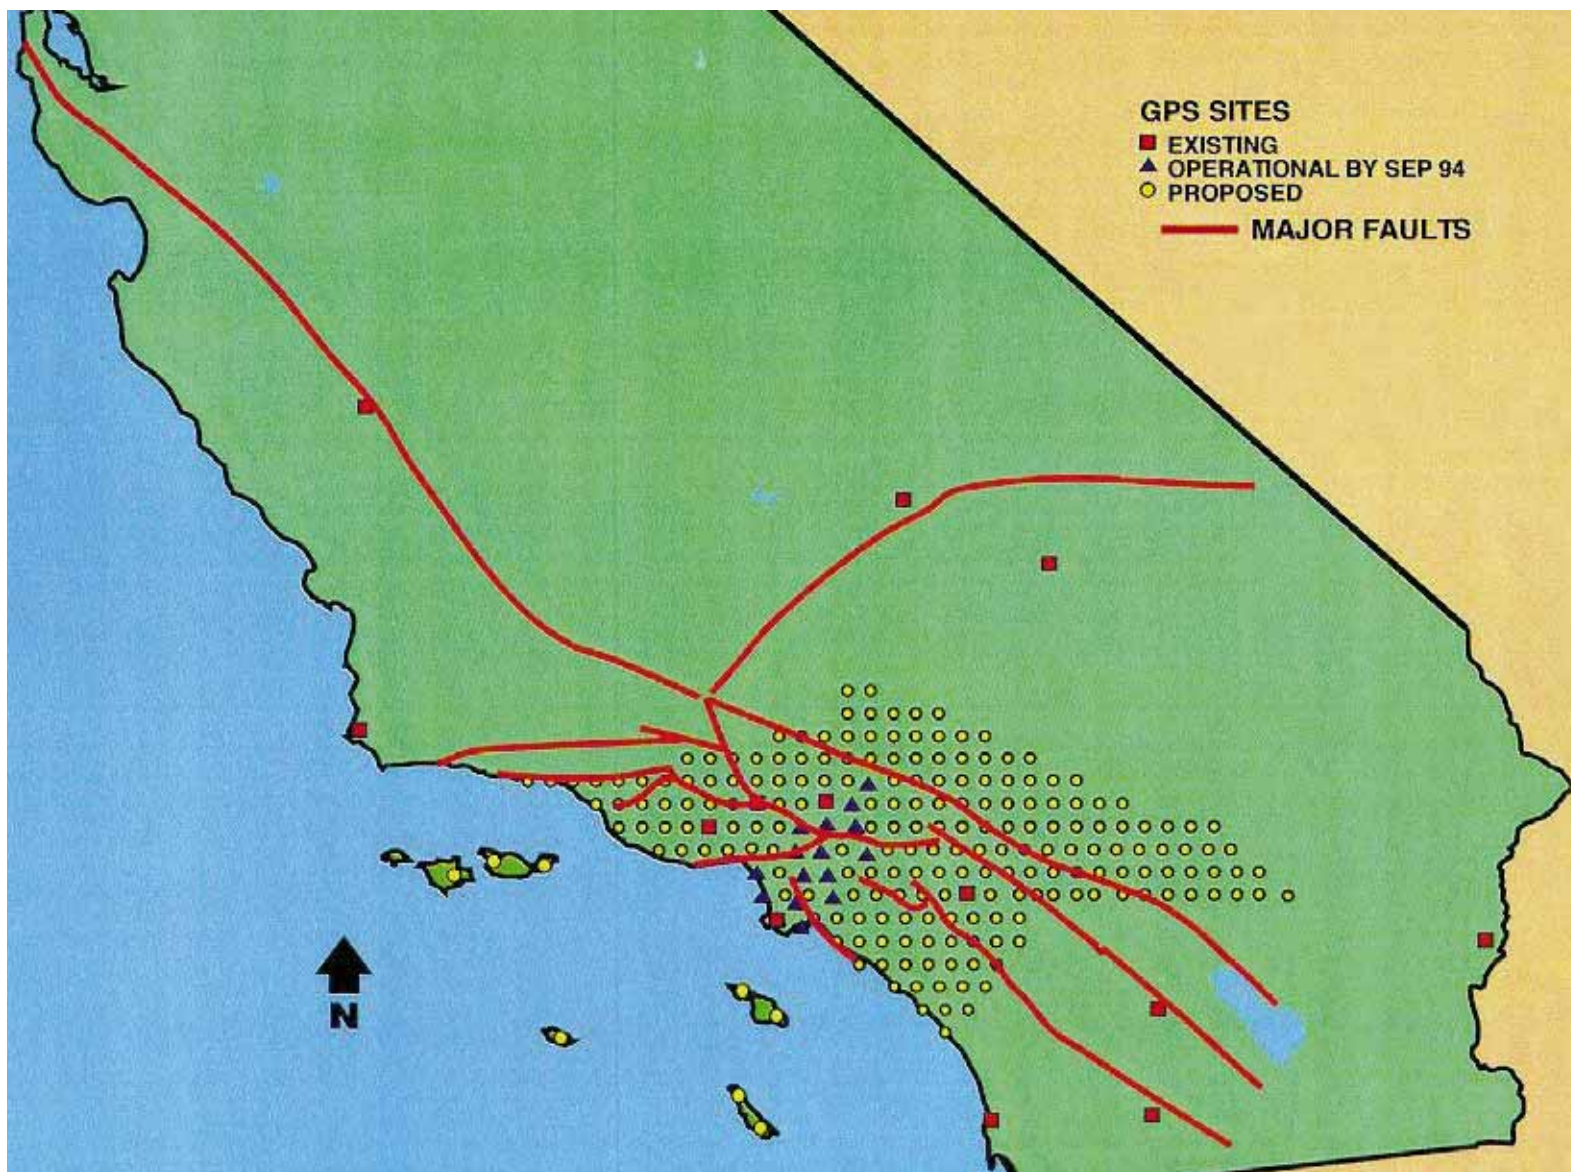 GPS SITES
EXISTING
OPERATIONAL BY SEP 94
PROPOSED
MAJOR FAULTS
N